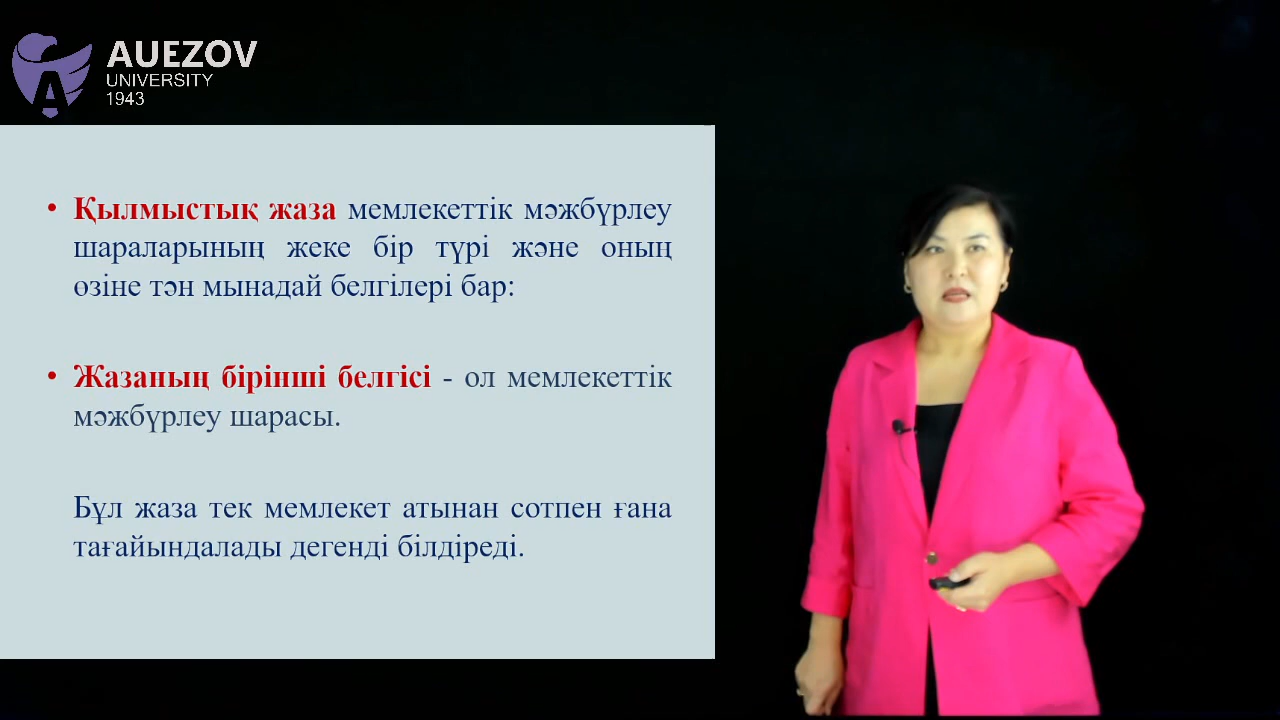 AUEZOV
UNIVERSITY
1943
• Қылмыстық жаза мемлекеттік мәжбүрлеу
шараларының жеке бір түрі және оның
өзіне тән мынадай белгілері бар:
• Жазаның бірінші белгісі - ол мемлекеттік
мәжбүрлеу шарасы.
Бұл жаза тек мемлекет атынан сотпен ғана
тағайындалады дегенді білдіреді.